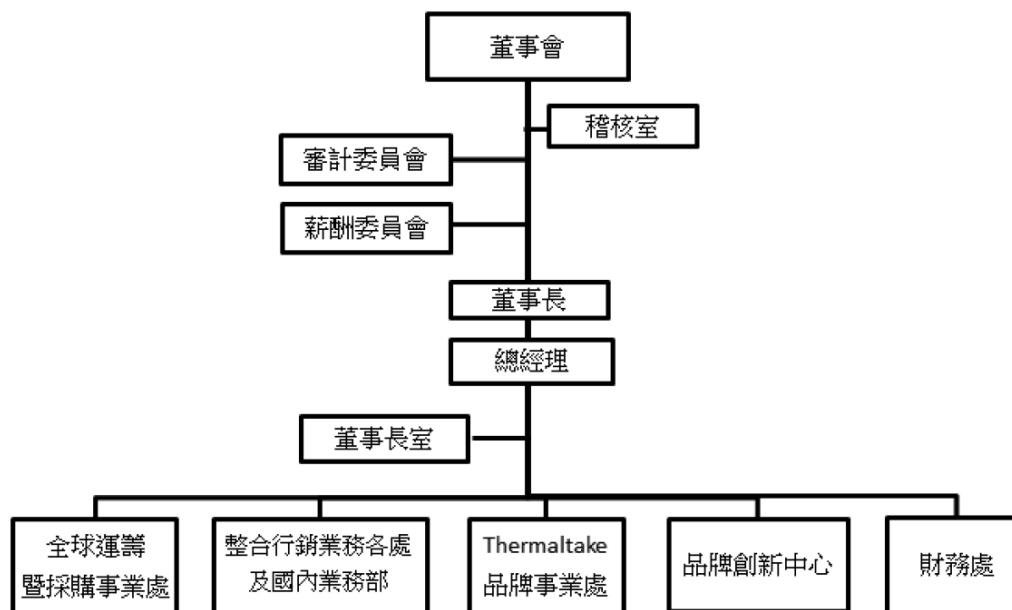 董事會
稽核室
審計委員會
薪酬委員會
董事長
總經理
董事長室
全球運籌
暨採購事業處
整合行銷業務各處
及國內業務部
Thermaltake
品牌事業處
品牌創新中心
財務處